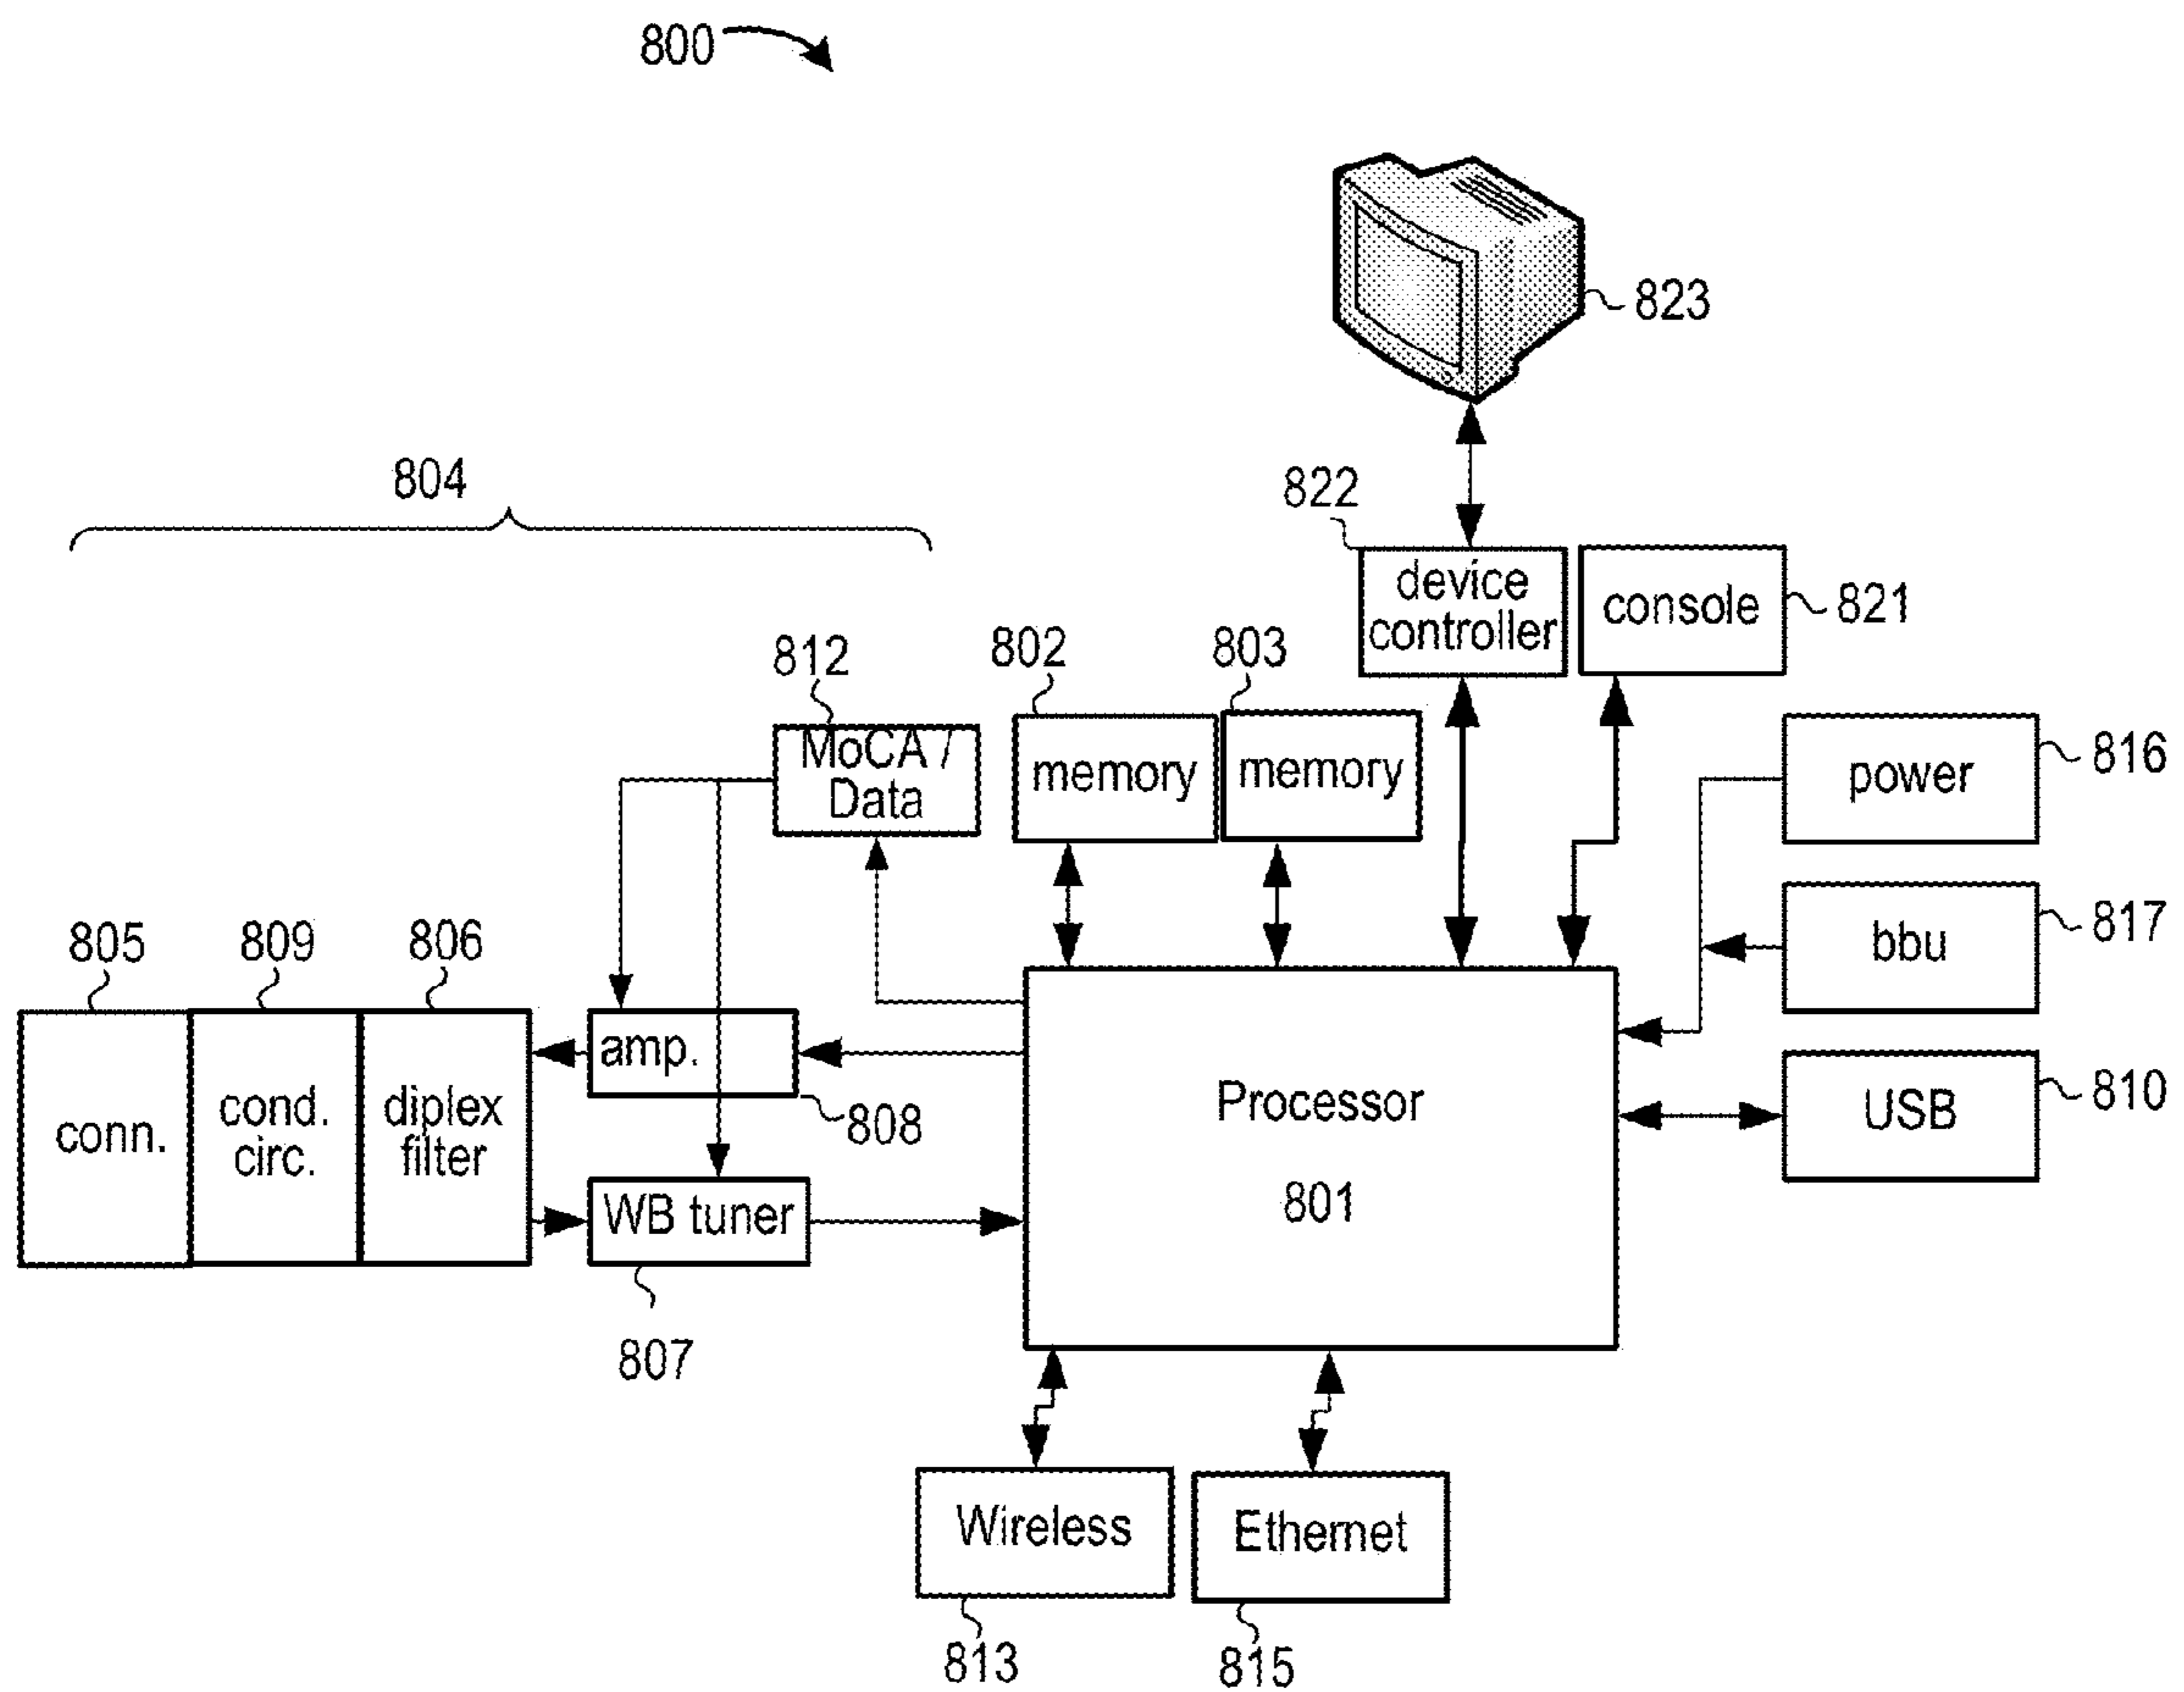 800
823
804
822
device
controller
console
821
812
802
803
MoCA /
Data
memory
memory
power
816
805
809
806
bbu
817
conn.
cond.
circ.
diplex
filter
amp.
808
WB tuner
807
Processor
801
USB
810
Wireless
Ethernet
813
815